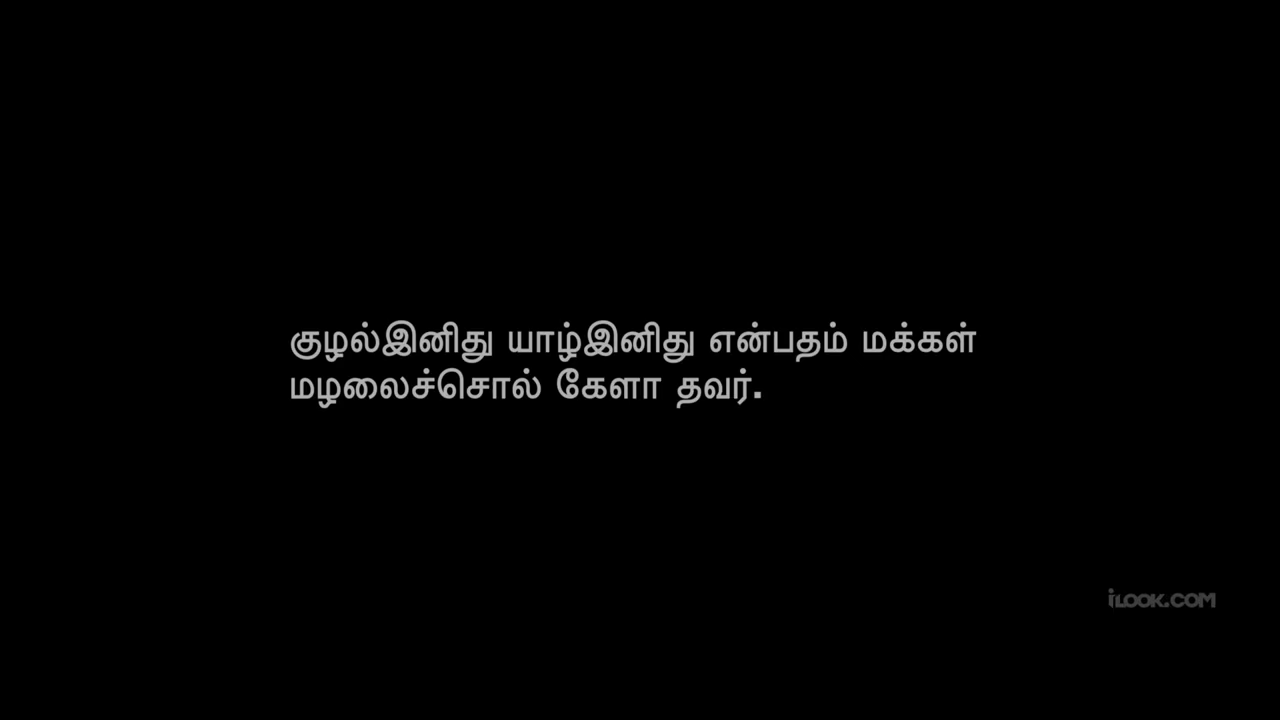 குழல்இனிது யாழ்இனிது என்பதம் மக்கள்
மழலைச்சொல் கேளா தவர்.
iLOOK.COM